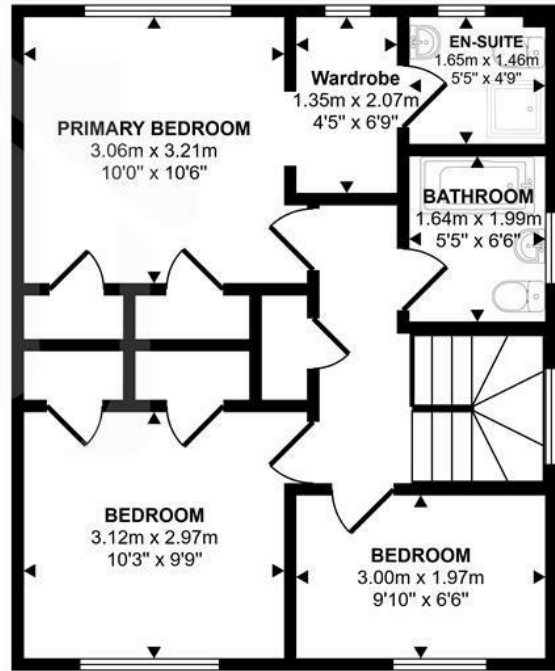 PRIMARY BEDROOM
3.06m x 3.21m
10'0" x 10'6"
Wardrobe
1.35m x 2.07m
4'5" x 6'9"
EN-SUITE
1.65m x 1.46m
5'5" x 4'9"
BATHROOM
1.64m x 1.99m
5'5" x 6'6"
BEDROOM
3.12m x 2.97m
10'3" x 9'9"
BEDROOM
3.00m x 1.97m
9'10" x 6'6"